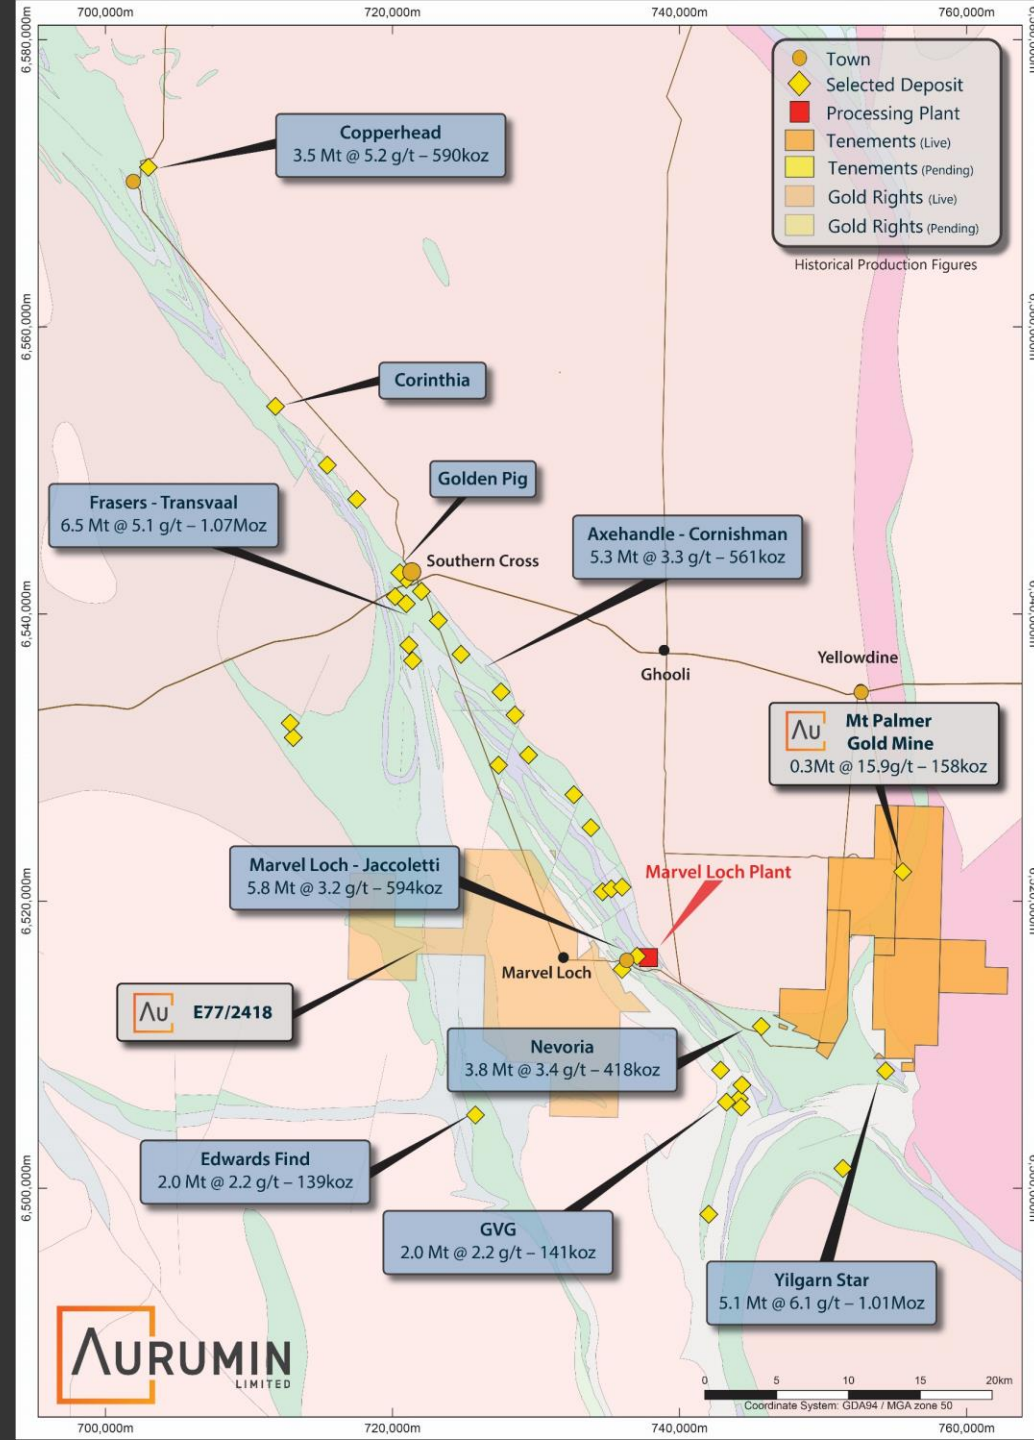 700,000m
720,000m
740,000m
760,000m
6,580,000m
6,560,000m
6,540,000m
6,520,000m
6,500,000m
Town
Selected Deposit
Processing Plant
Tenements (Live)
Tenements (Pending)
Gold Rights (Live)
Gold Rights (Pending)
Historical Production Figures
Copperhead
3.5 Mt @ 5.2 g/t – 590koz
Corinthia
Golden Pig
Frasers - Transvaal
6.5 Mt @ 5.1 g/t – 1.07Moz
Axehandle - Cornishman
5.3 Mt @ 3.3 g/t – 561koz
Southern Cross
Ghooli
Yellowdine
Au
Mt Palmer
Gold Mine
0.3Mt @ 15.9g/t – 158koz
Marvel Loch - Jaccoletti
5.8 Mt @ 3.2 g/t – 594koz
Marvel Loch Plant
Marvel Loch
Au E77/2418
Nevoria
3.8 Mt @ 3.4 g/t – 418koz
Edwards Find
2.0 Mt @ 2.2 g/t – 139koz
GVG
2.0 Mt @ 2.2 g/t – 141koz
Yilgarn Star
5.1 Mt @ 6.1 g/t – 1.01Moz
AURUMIN
LIMITED
0 5 10 15 20km
Coordinate System: GDA94 / MGA zone 50
700,000m
720,000m
740,000m
760,000m